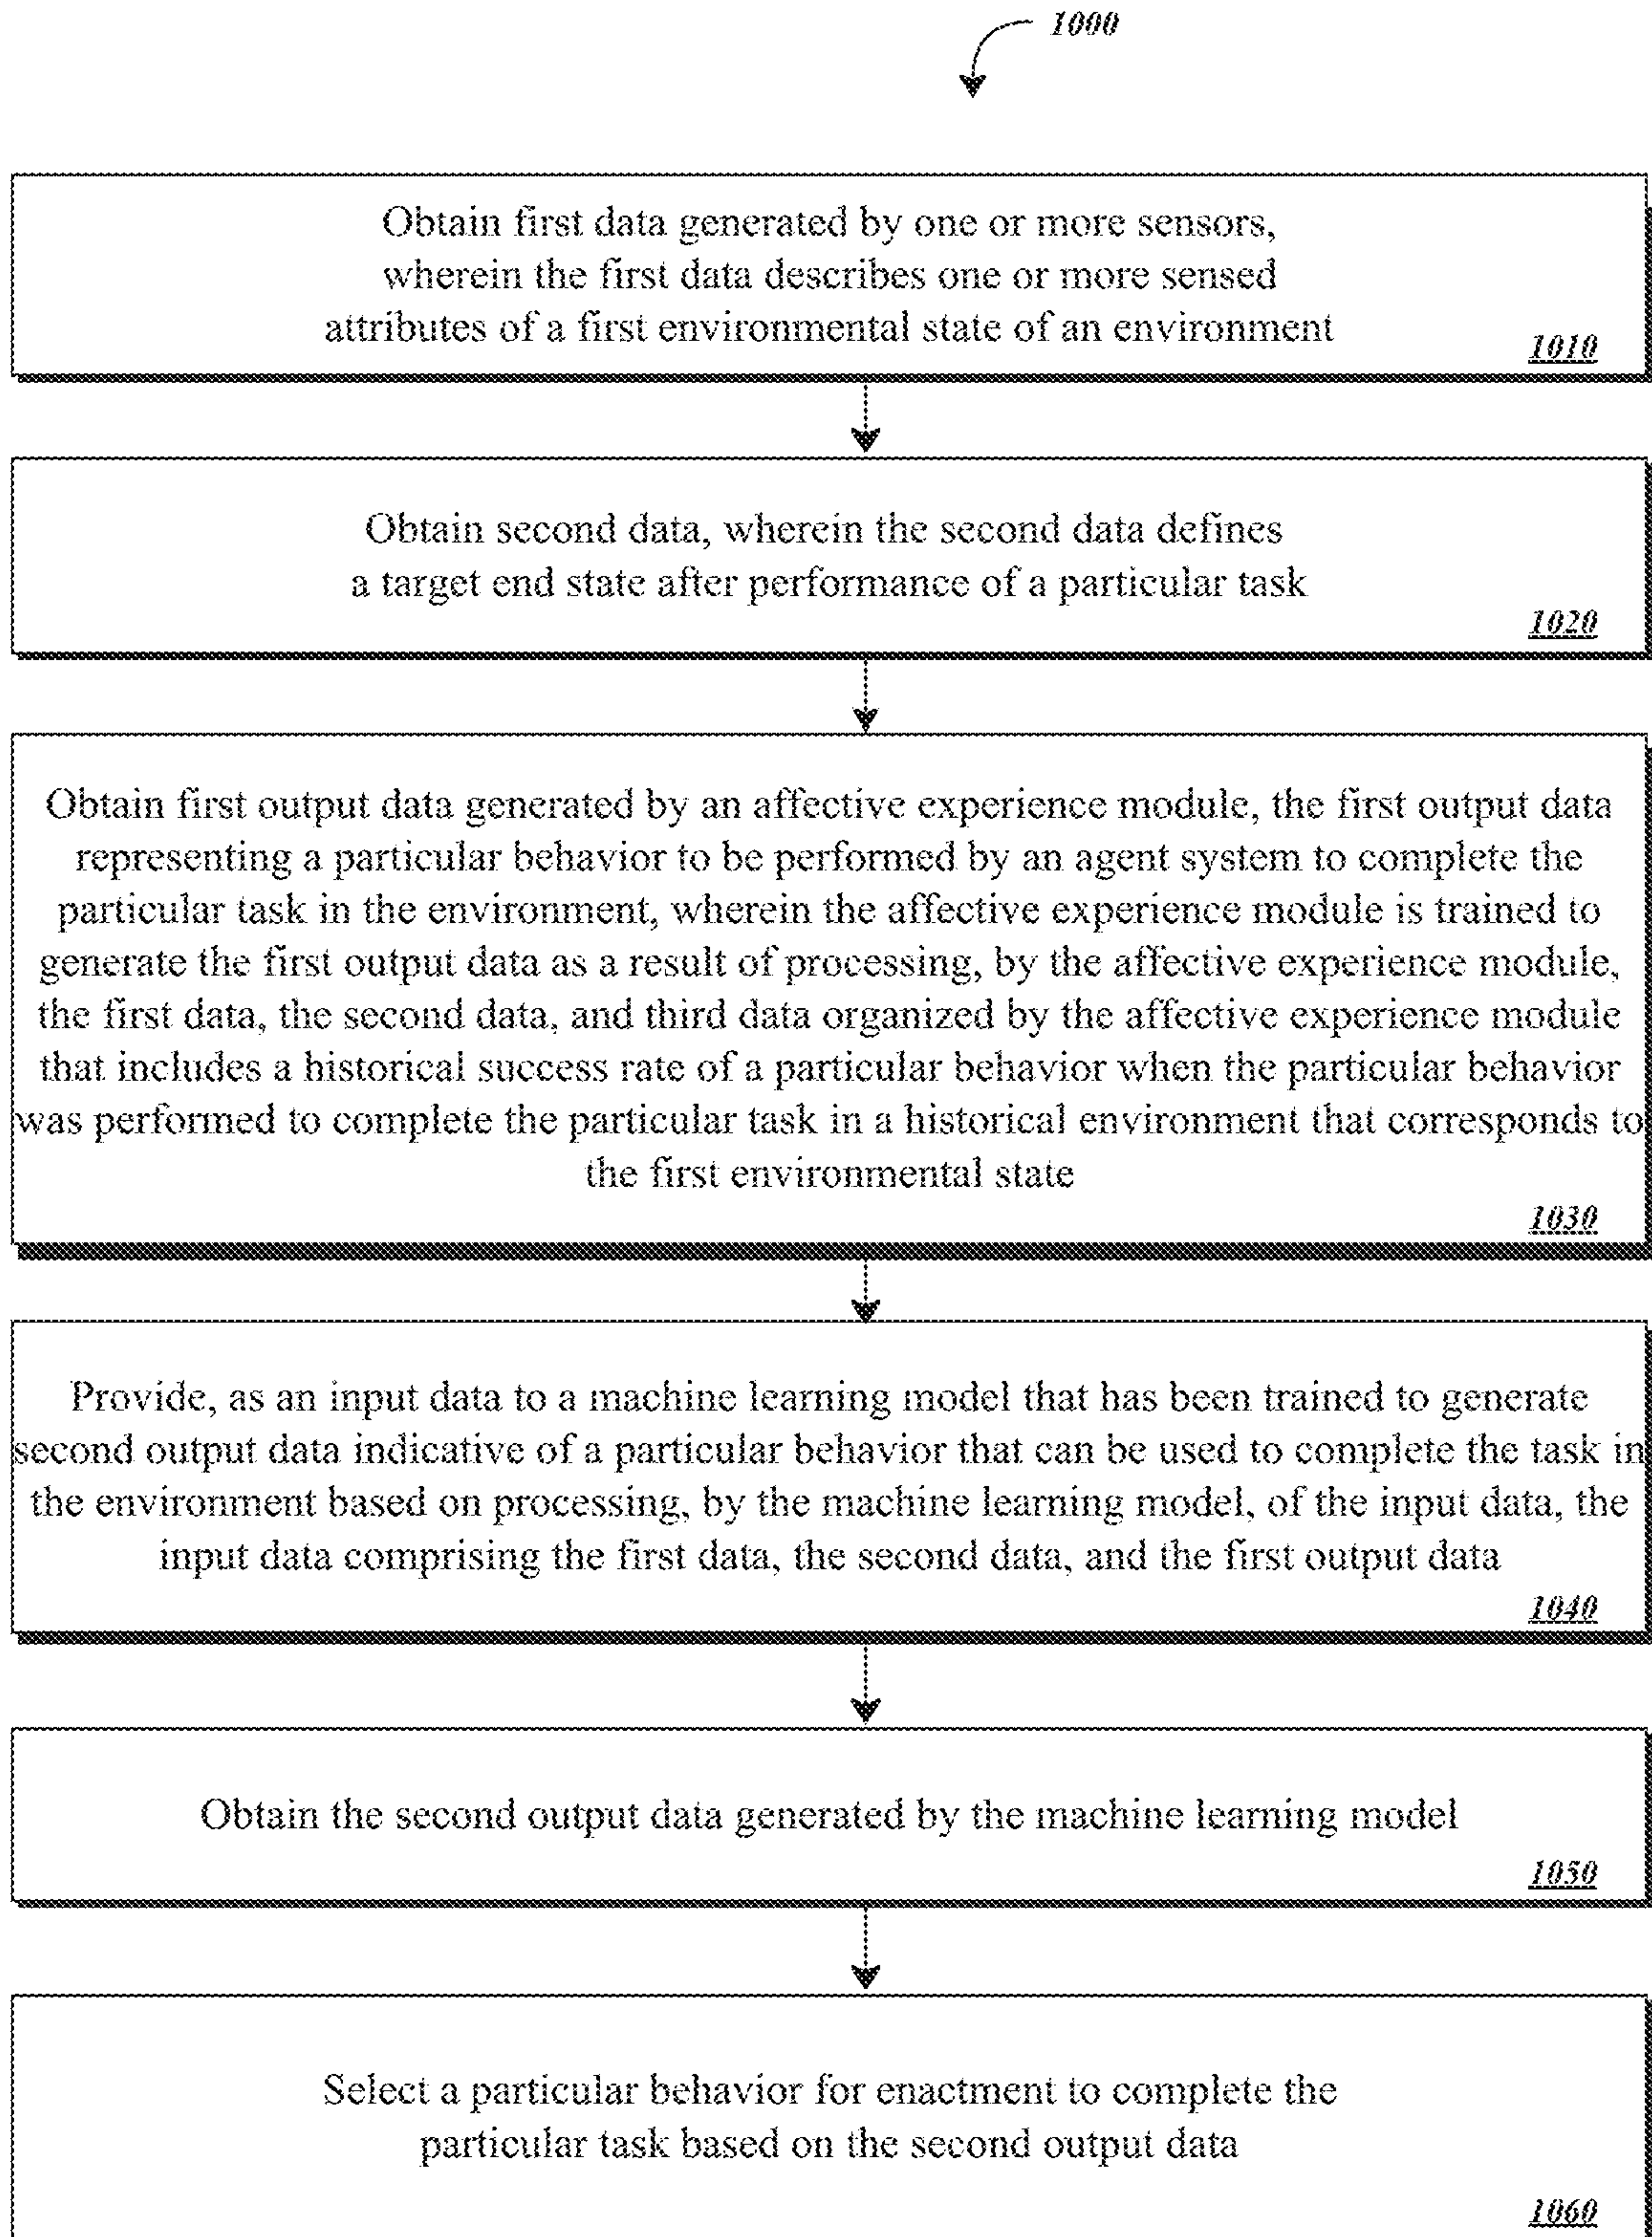 1000
Obtain first data generated by one or more sensors,
wherein the first data describes one or more sensed
attributes of a first environmental state of an environment
1010
Obtain second data, wherein the second data defines
a target end state after performance of a particular task
1020
Obtain first output data generated by an affective experience module, the first output data
representing a particular behavior to be performed by an agent system to complete the
particular task in the environment, wherein the affective experience module is trained to
generate the first output data as a result of processing, by the affective experience module,
the first data, the second data, and third data organized by the affective experience module
that includes a historical success rate of a particular behavior when the particular behavior
was performed to complete the particular task in a historical environment that corresponds to
the first environmental state
1030
Provide, as an input data to a machine learning model that has been trained to generate
second output data indicative of a particular behavior that can be used to complete the task in
the environment based on processing, by the machine learning model, of the input data, the
input data comprising the first data, the second data, and the first output data
1040
Obtain the second output data generated by the machine learning model
1050
Select a particular behavior for enactment to complete the
particular task based on the second output data
1060